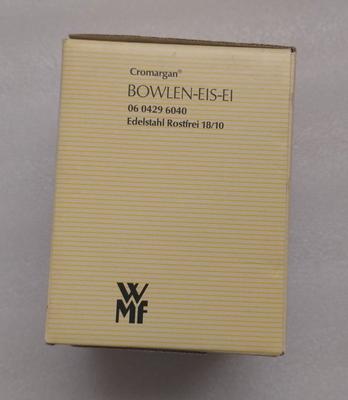 Cromargan®
BOWLEN-EIS-EI
06 0429 6040
Edelstahl Rostfrei 18/10
WMF